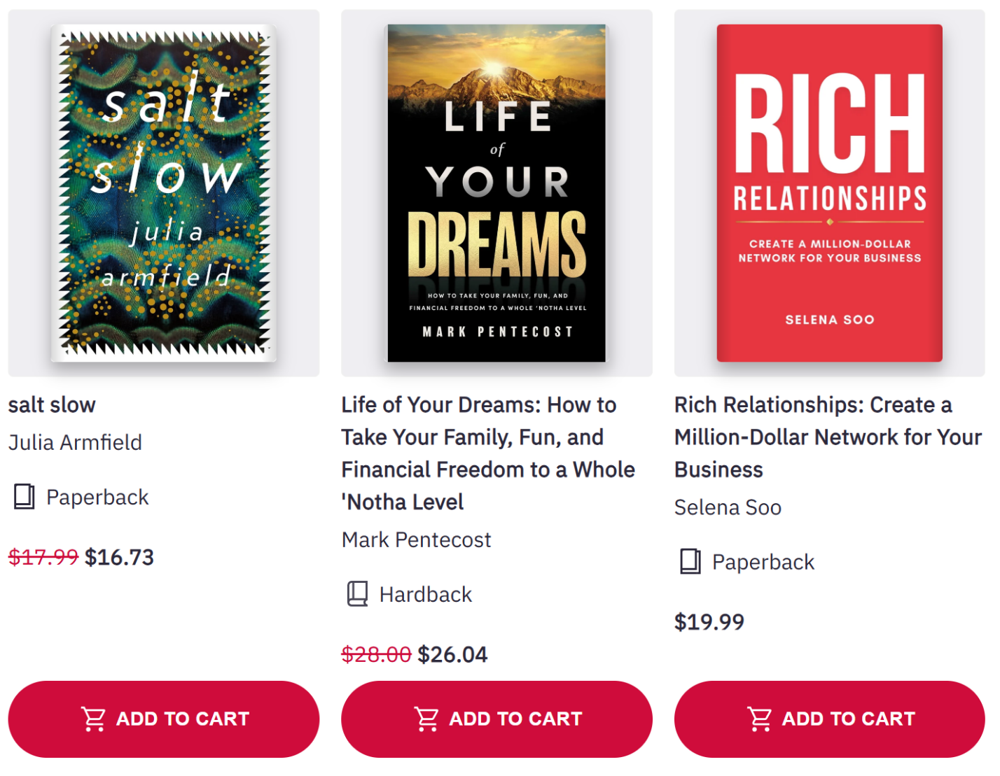 salt
slow
julia
armfield
salt slow
Julia Armfield
Paperback
$17.99 $16.73
ADD TO CART
LIFE
of
YOUR
DREAMS
HOW TO TAKE YOUR FAMILY, FUN, AND
FINANCIAL FREEDOM TO A WHOLE 'NOTHA LEVEL
MARK PENTECOST
Life of Your Dreams: How to
Take Your Family, Fun, and
Financial Freedom to a Whole
'Notha Level
Mark Pentecost
Hardback
$28.00 $26.04
ADD TO CART
RICH
RELATIONSHIPS
CREATE A MILLION-DOLLAR
NETWORK FOR YOUR BUSINESS
SELENA SOO
Rich Relationships: Create a
Million-Dollar Network for Your
Business
Selena Soo
Paperback
$19.99
ADD TO CART